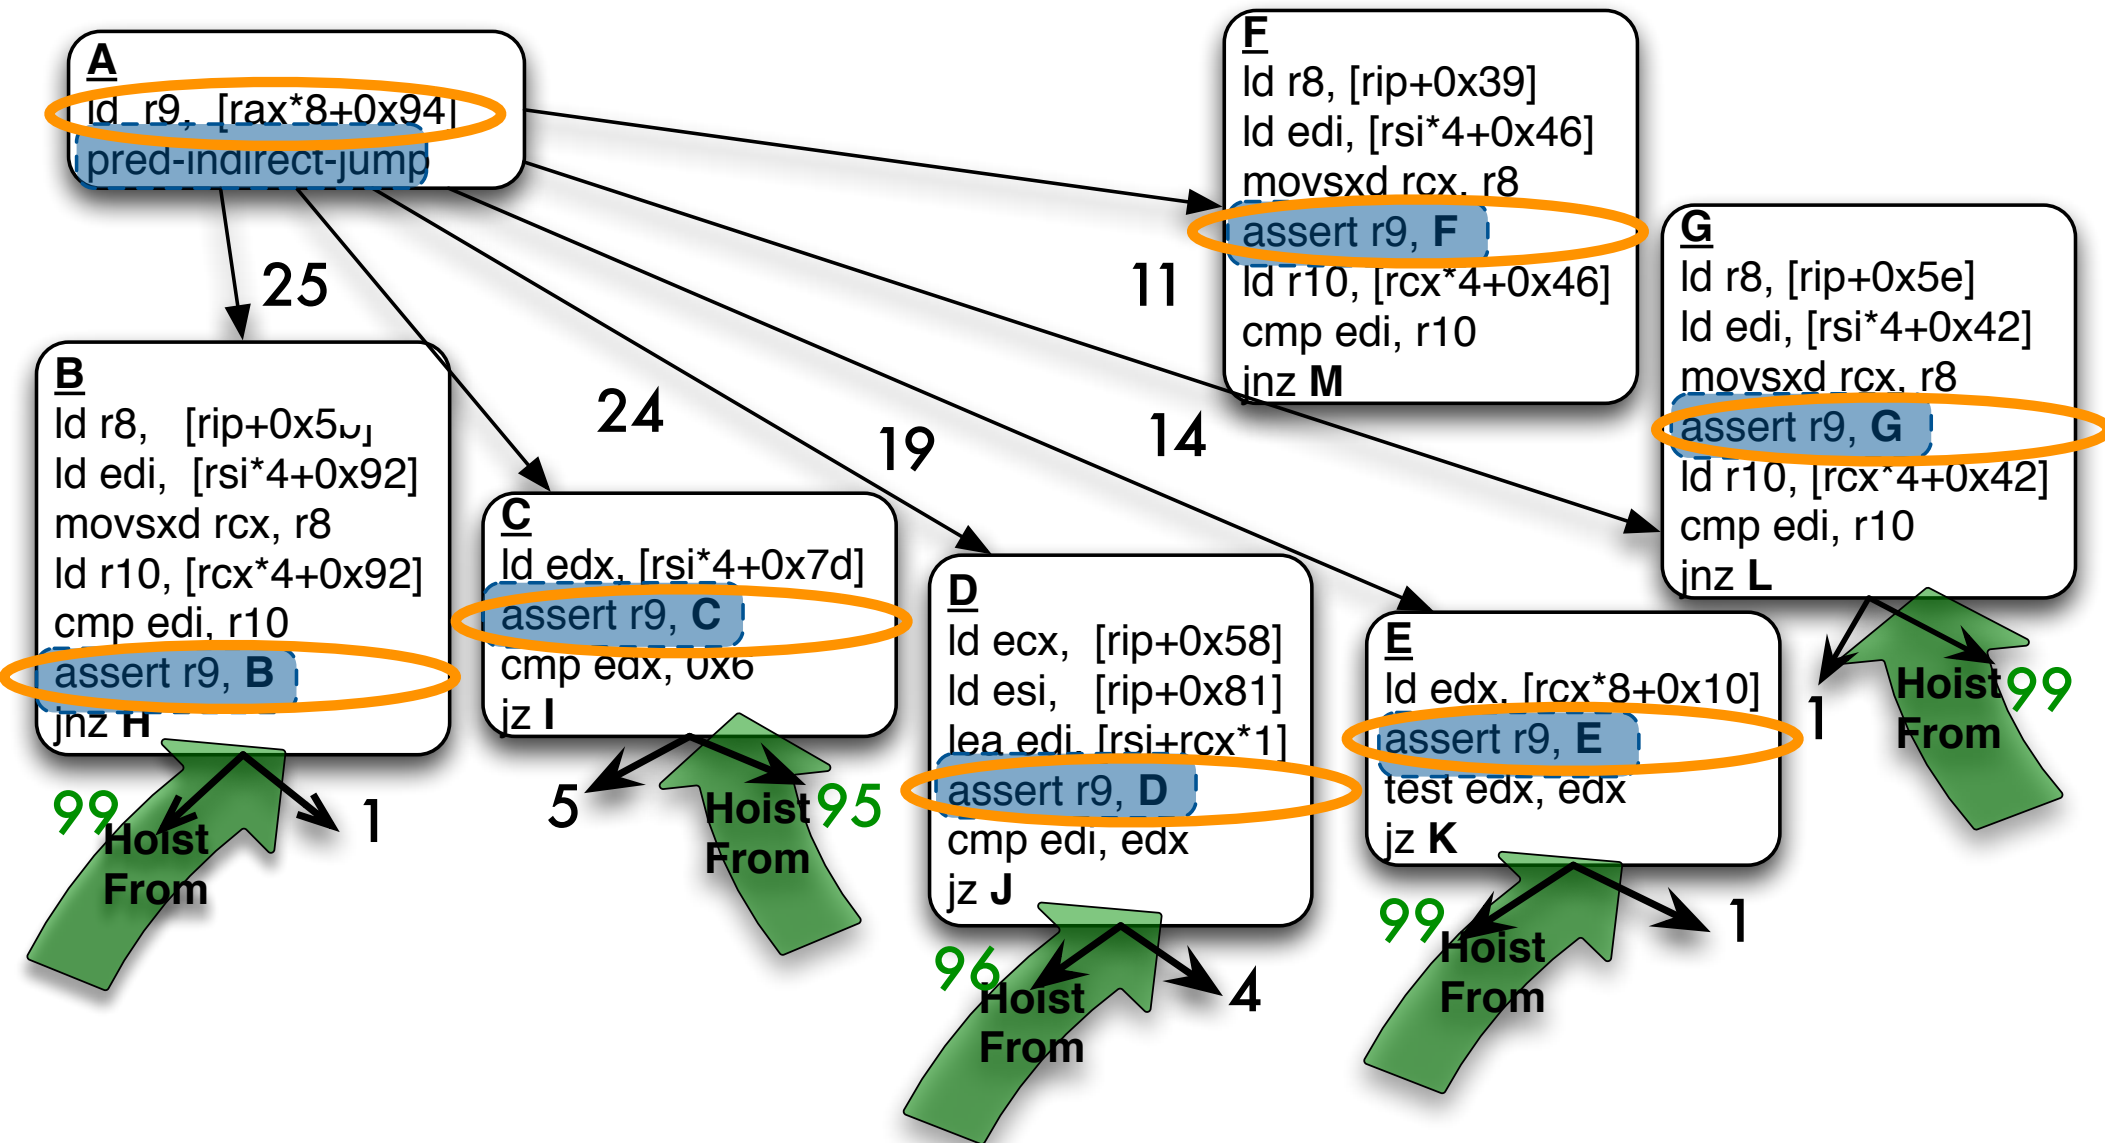 A
ld r9, [rax*8+0x94]
pred-indirect-jump
F
ld r8, [rip+0x39]
ld edi, [rsi*4+0x46]
movsxd rcx, r8
assert r9, F
ld r10, [rcx*4+0x46]
cmp edi, r10
jnz M
G
ld r8, [rip+0x5e]
ld edi, [rsi*4+0x42]
movsxd rcx, r8
assert r9, G
ld r10, [rcx*4+0x42]
cmp edi, r10
jnz L
25
24
19
14
11
B
ld r8,
ld edi, [rsi*4+0x92]
movsxd rcx, r8
ld r10, [rcx*4+0x92]
cmp edi, r10
assert r9, B
jnz H
C
ld edx, [rsi*4+0x7d]
assert r9, C
cmp edx, 0x6
jz I
D
ld ecx, [rip+0x58]
ld esi, [rip+0x81]
lea edi, [rsi+rcx*1]
assert r9, D
cmp edi, edx
jz J
E
ld edx, [rcx*8+0x10]
assert r9, E
test edx, edx
jz K
99
Hoist
From
1
5
Hoist
From
95
96
Hoist
From
4
99
Hoist
From
1
1
Hoist
From
99